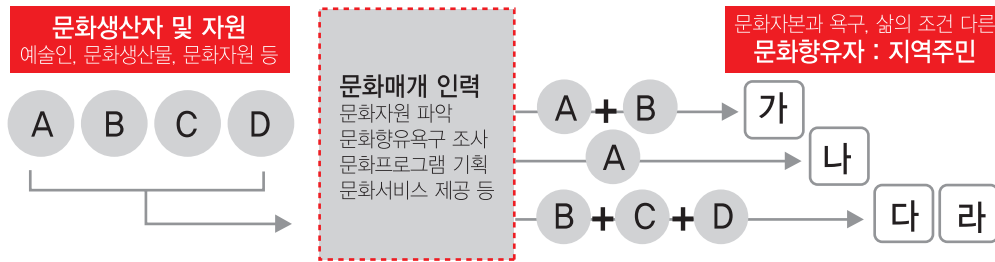 문화생산자 및 자원
예술인, 문화생산물, 문화자원 등
A B C D
문화매개 인력
문화자원 파악
문화향유욕구 조사
문화프로그램 기획
문화서비스 제공 등
문화자본과 욕구, 삶의 조건 다른
문화향유자 : 지역주민
A + B 가
A 나
B + C + D 다 라